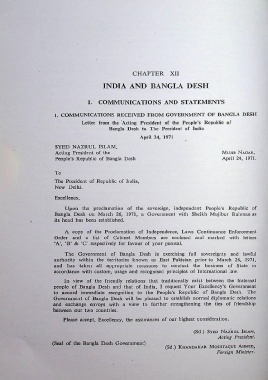 CHAPTER XII
INDIA AND BANGLA DESH
I. COMMUNICATIONS AND STATEMENTS
1. COMMUNICATIONS RECEIVED FROM GOVERNMENT OF BANGLA DESH
Letter from the Acting President of the People's Republic of
Bangla Desh to The President of India
April 24, 1971
SYED NAZRUL ISLAM,
Acting President of the
People's Republic of Bangla Desh
MUJIB NAGAR,
April 24, 1971.
To
The President of Republic of India,
New Delhi.
Excellency,
Upon the proclamation of the sovereign, independent People's Republic of
Bangla Desh on March 26, 1971, a Government with Sheikh Mujibur Rahman as
its head has been established.
A copy of the Proclamation of Independence, Laws Continuance Enforcement
Order and a list of Cabinet Members are enclosed and marked with letters
'A', 'B' & 'C' respectively for favour of your perusal.
The Government of Bangla Desh is exercising full sovereignty and lawful
authority within the territories known as East Pakistan prior to March 26, 1971,
and has taken all appropriate measures to conduct the business of State in
accordance with custom, usage and recognised principles of International law.
In view of the friendly relations that traditionally exist between the fraternal
people of Bangla Desh and that of India, I request Your Excellency's Government
to accord immediate recognition to the People's Republic of Bangla Desh. The
Government of Bangla Desh will be pleased to establish normal diplomatic relations
and exchange envoys with a view to further strengthening the ties of friendship
between our two countries.
Please accept, Excellency, the assurances of our highest consideration.
(Sd.) SYED NAZRUL ISLAM,
Acting President.
(Seal of the Bangla Desh Government)
(Sd.) KHANDAKAR MOSHTAQUE AHMED,
Foreign Minister.